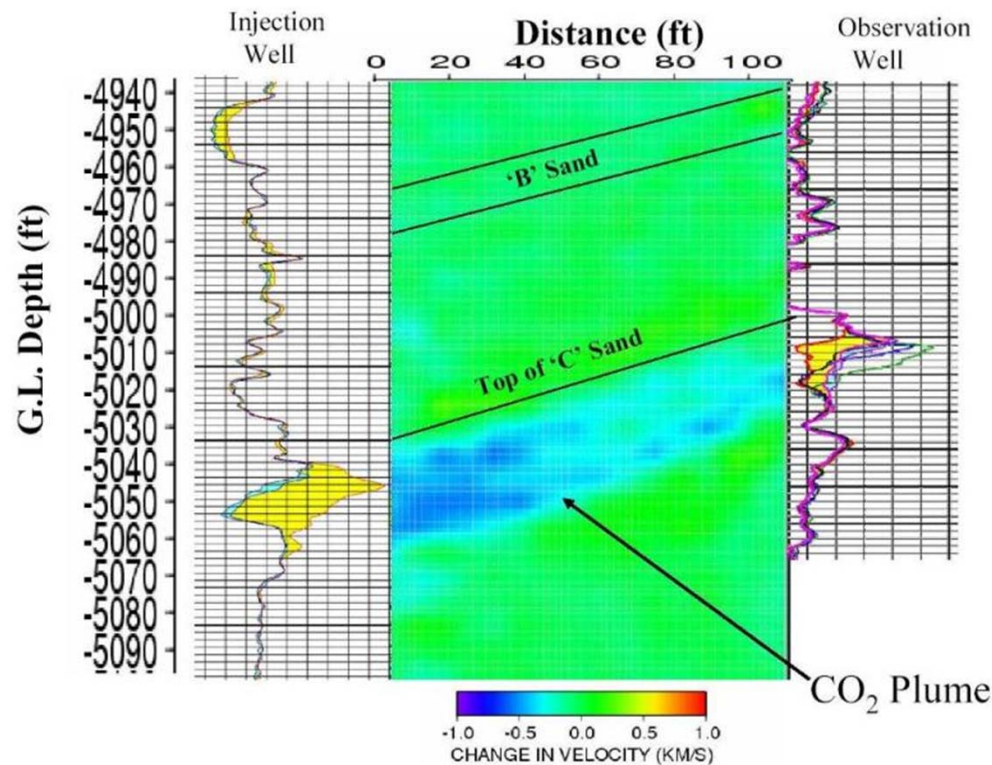 Injection
Well
Distance (ft)
Observation
Well
0 20 40 60 80 100
G.L. Depth (ft)
-4940
-4950
-4960
-4970
-4980
-4990
-5000
-5010
-5020
-5030
-5040
-5050
-5060
-5070
-5080
-5090
'B' Sand
Top of 'C' Sand
CO₂ Plume
-1.0 -0.5 0.0 0.5 1.0
CHANGE IN VELOCITY (KM/S)